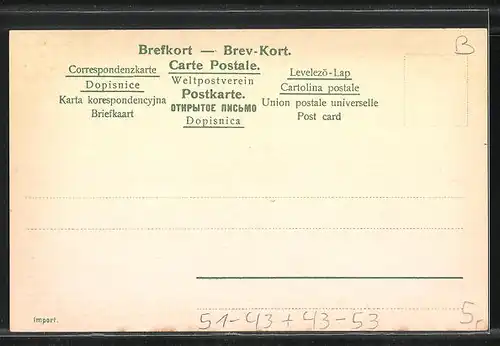 Brefkort — Brev-Kort.
B
Correspondenzkarte
Dopisnice
Karta korespondencyjna
Briefkaart
Carte Postale.
Weltpostverein
Postkarte.
ОТКРЫТОЕ ПИСЬМО
Dopisnica
Levelezö-Lap
Cartolina postale
Union postale universelle
Post card
Import.
51-43+43-53
5,-